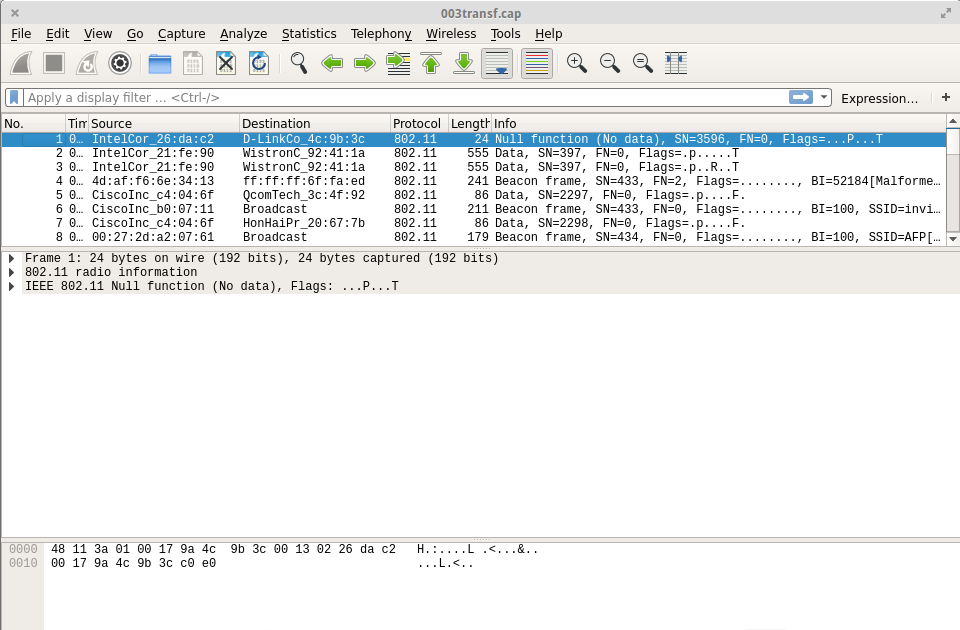 003transf.cap
File Edit View Go Capture Analyze Statistics Telephony Wireless Tools Help
Apply a display filter ... <Ctrl-/> Expression... +
No. Tim Source Destination Protocol Length Info
1 0… IntelCor_26:da:c2 D-LinkCo_4c:9b:3c 802.11 24 Null function (No data), SN=3596, FN=0, Flags=...P...T
2 0… IntelCor_21:fe:90 WistronC_92:41:1a 802.11 555 Data, SN=397, FN=0, Flags=.p.....T
3 0… IntelCor_21:fe:90 WistronC_92:41:1a 802.11 555 Data, SN=397, FN=0, Flags=.p..R..T
4 0… 4d:af:f6:6e:34:13 ff:ff:ff:6f:fa:ed 802.11 241 Beacon frame, SN=433, FN=2, Flags=........, BI=52184[Malforme…
5 0… CiscoInc_c4:04:6f QcomTech_3c:4f:92 802.11 86 Data, SN=2297, FN=0, Flags=.p....F.
6 0… CiscoInc_b0:07:11 Broadcast 802.11 211 Beacon frame, SN=433, FN=0, Flags=........, BI=100, SSID=invi…
7 0… CiscoInc_c4:04:6f HonHaiPr_20:67:7b 802.11 86 Data, SN=2298, FN=0, Flags=.p....F.
8 0… 00:27:2d:a2:07:61 Broadcast 802.11 179 Beacon frame, SN=434, FN=0, Flags=........, BI=100, SSID=AFP[…
Frame 1: 24 bytes on wire (192 bits), 24 bytes captured (192 bits)
802.11 radio information
IEEE 802.11 Null function (No data), Flags: ...P...T
0000 48 11 3a 01 00 17 9a 4c 9b 3c 00 13 02 26 da c2 H.:....L .<...&..
0010 00 17 9a 4c 9b 3c c0 e0 ...L.<..